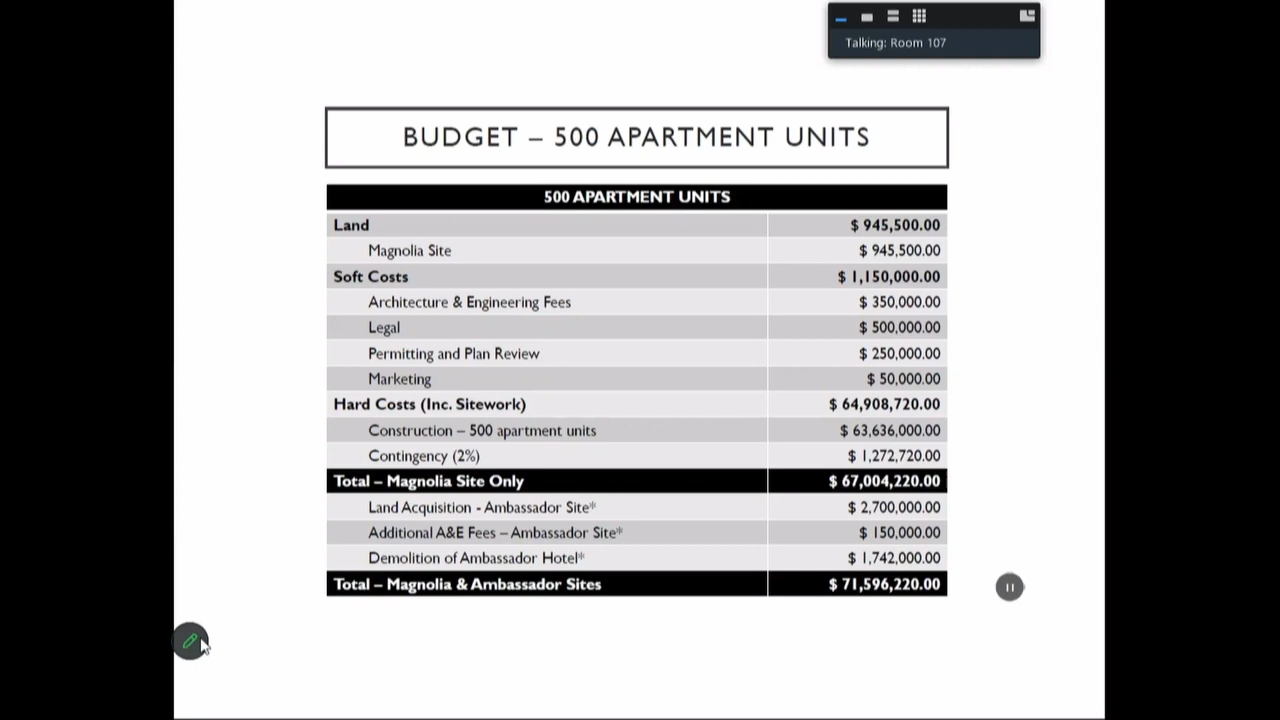 Talking: Room 107
BUDGET – 500 APARTMENT UNITS
500 APARTMENT UNITS
Land $ 945,500.00
Magnolia Site $ 945,500.00
Soft Costs $ 1,150,000.00
Architecture & Engineering Fees $ 350,000.00
Legal $ 500,000.00
Permitting and Plan Review $ 250,000.00
Marketing $ 50,000.00
Hard Costs (Inc. Sitework) $ 64,908,720.00
Construction – 500 apartment units $ 63,636,000.00
Contingency (2%) $ 1,272,720.00
Total – Magnolia Site Only $ 67,004,220.00
Land Acquisition - Ambassador Site* $ 2,700,000.00
Additional A&E Fees – Ambassador Site* $ 150,000.00
Demolition of Ambassador Hotel* $ 1,742,000.00
Total – Magnolia & Ambassador Sites $ 71,596,220.00